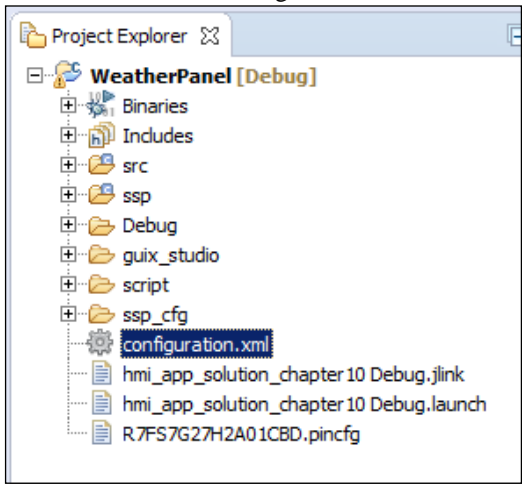 Project Explorer
WeatherPanel [Debug]
Binaries
Includes
src
ssp
Debug
guix_studio
script
ssp_cfg
configuration.xml
hmi_app_solution_chapter10 Debug.jlink
hmi_app_solution_chapter10 Debug.launch
R7FS7G27H2A01CBD.pincfg